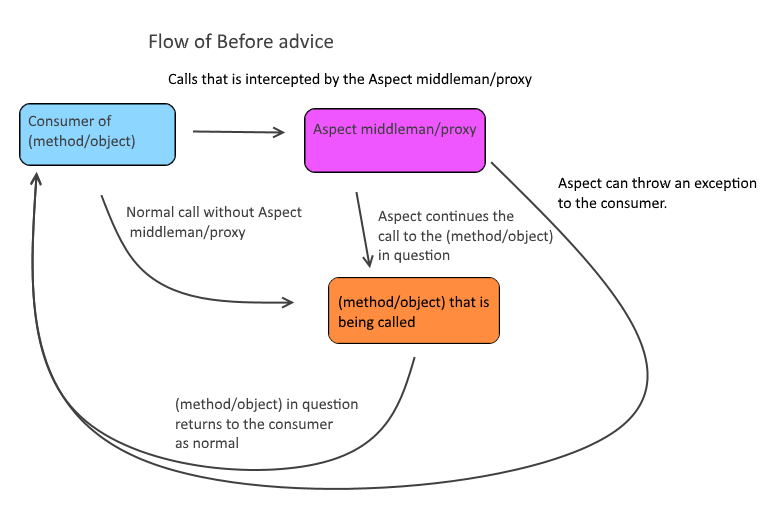 Flow of Before advice
Calls that is intercepted by the Aspect middleman/proxy
Consumer of
(method/object)
Aspect middleman/proxy
Aspect can throw an exception
to the consumer.
Normal call without Aspect
middleman/proxy
Aspect continues the
call to the (method/object)
in question
(method/object) that is
being called
(method/object) in question
returns to the consumer
as normal